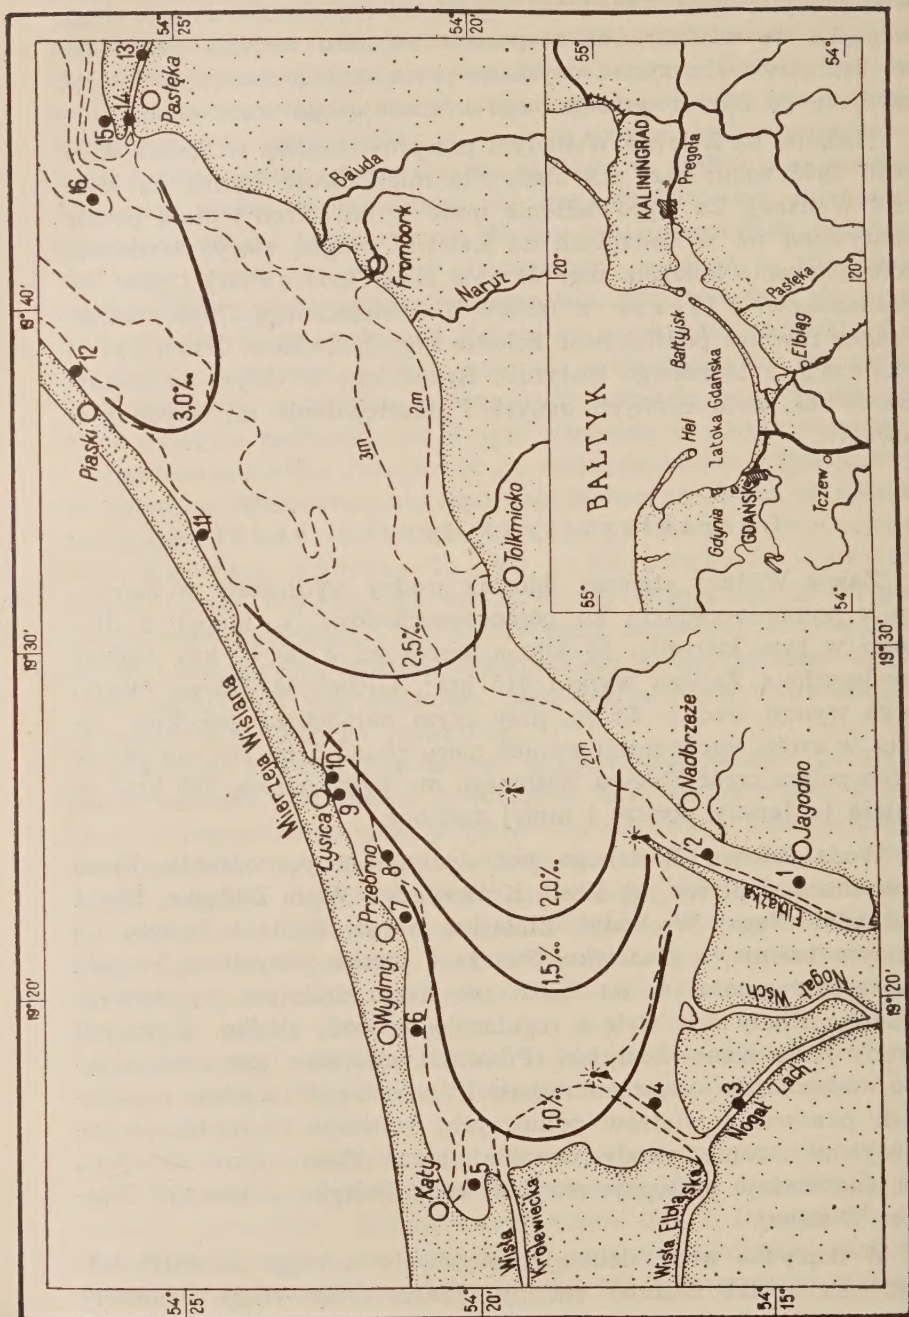 54°
25'
54°
20'
13
14
15
16
Pasłęka
Bauda
Frombork
Naruż
19° 40'
12
Piaski
3,0‰
2m
3m
11
Tolkmicko
2,5‰
19° 30'
19° 30'
Mierzeja Wiślana
10
9
Łysica
2m
Nadbrzeże
8
Przebrno
2,0‰
2
1
Jagodno
Elblążka
7
1,5‰
Wydmy
6
19° 20'
19° 20'
Nogat
Wsch.
1,0‰
4
3
Nogat Zach.
Kąty
5
Wisła
Królewiecka
Wisła Elbląska
54°
25'
54°
20'
54°
15'
55°
54°
KALININGRAD
Pregoła
20°
20°
Bałtyjsk
Pasłęka
Elbląg
BAŁTYK
Hel
Zatoka Gdańska
Gdynia
GDAŃSK
Tczew
55°
54°